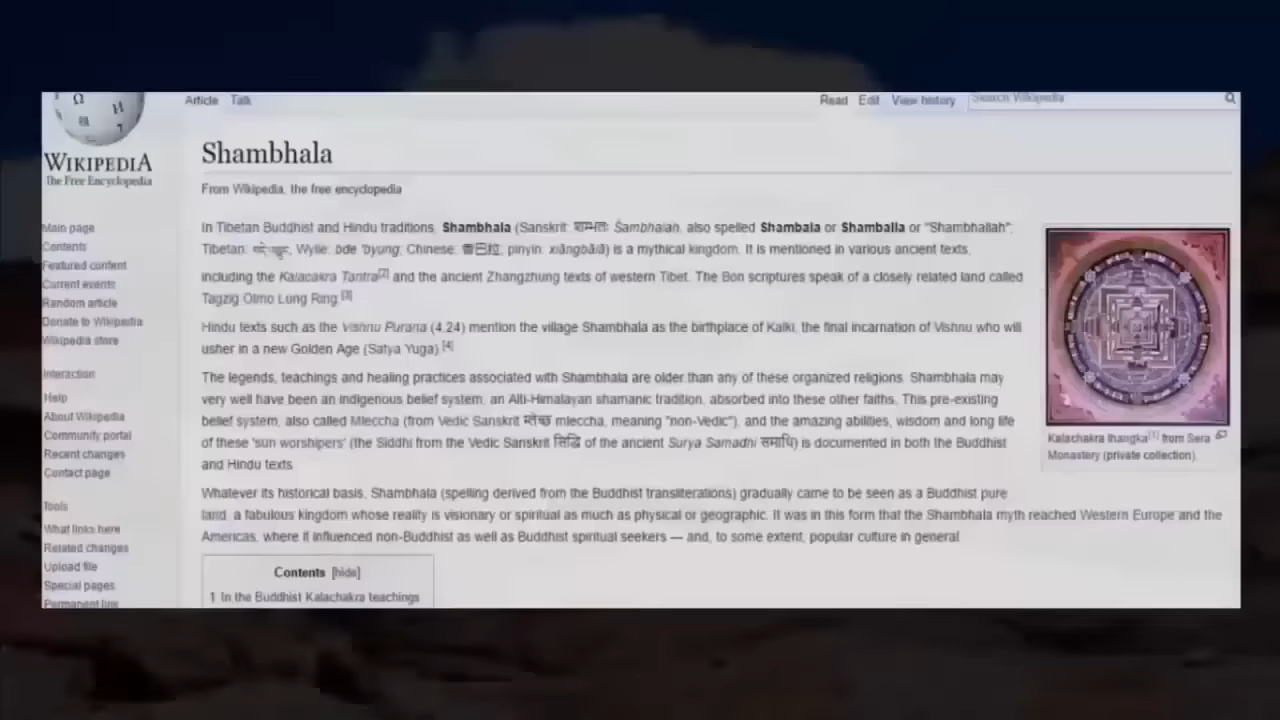 Article Talk
Read Edit View history Search Wikipedia
WIKIPEDIA
The Free Encyclopedia
Main page
Contents
Featured content
Current events
Random article
Donate to Wikipedia
Wikipedia store
Interaction
Help
About Wikipedia
Community portal
Recent changes
Contact page
Tools
What links here
Related changes
Upload file
Special pages
Permanent link
Shambhala
From Wikipedia, the free encyclopedia
In Tibetan Buddhist and Hindu traditions, Shambhala (Sanskrit: Śambhalaḥ, also spelled Shambala or Shamballa or "Shambhallah";
Tibetan: Wylie: bde 'byung; Chinese: 香巴拉; pinyin: xiāngbālā) is a mythical kingdom. It is mentioned in various ancient texts,
including the Kalacakra Tantra[2] and the ancient Zhangzhung texts of western Tibet. The Bon scriptures speak of a closely related land called
Tagzig Olmo Lung Ring.[3]
Hindu texts such as the Vishnu Purana (4.24) mention the village Shambhala as the birthplace of Kalki, the final incarnation of Vishnu who will
usher in a new Golden Age (Satya Yuga).[4]
The legends, teachings and healing practices associated with Shambhala are older than any of these organized religions. Shambhala may
very well have been an indigenous belief system, an Alti-Himalayan shamanic tradition, absorbed into these other faiths. This pre-existing
belief system, also called Mleccha (from Vedic Sanskrit म्लेच्छ mleccha, meaning "non-Vedic"), and the amazing abilities, wisdom and long life
of these 'sun worshipers' (the Siddhi from the Vedic Sanskrit सिद्धि of the ancient Surya Samadhi समाधि) is documented in both the Buddhist
and Hindu texts.
Whatever its historical basis, Shambhala (spelling derived from the Buddhist transliterations) gradually came to be seen as a Buddhist pure
land, a fabulous kingdom whose reality is visionary or spiritual as much as physical or geographic. It was in this form that the Shambhala myth reached Western Europe and the
Americas, where it influenced non-Buddhist as well as Buddhist spiritual seekers — and, to some extent, popular culture in general.
Kalachakra thangka[1] from Sera
Monastery (private collection).
Contents [hide]
1 In the Buddhist Kalachakra teachings